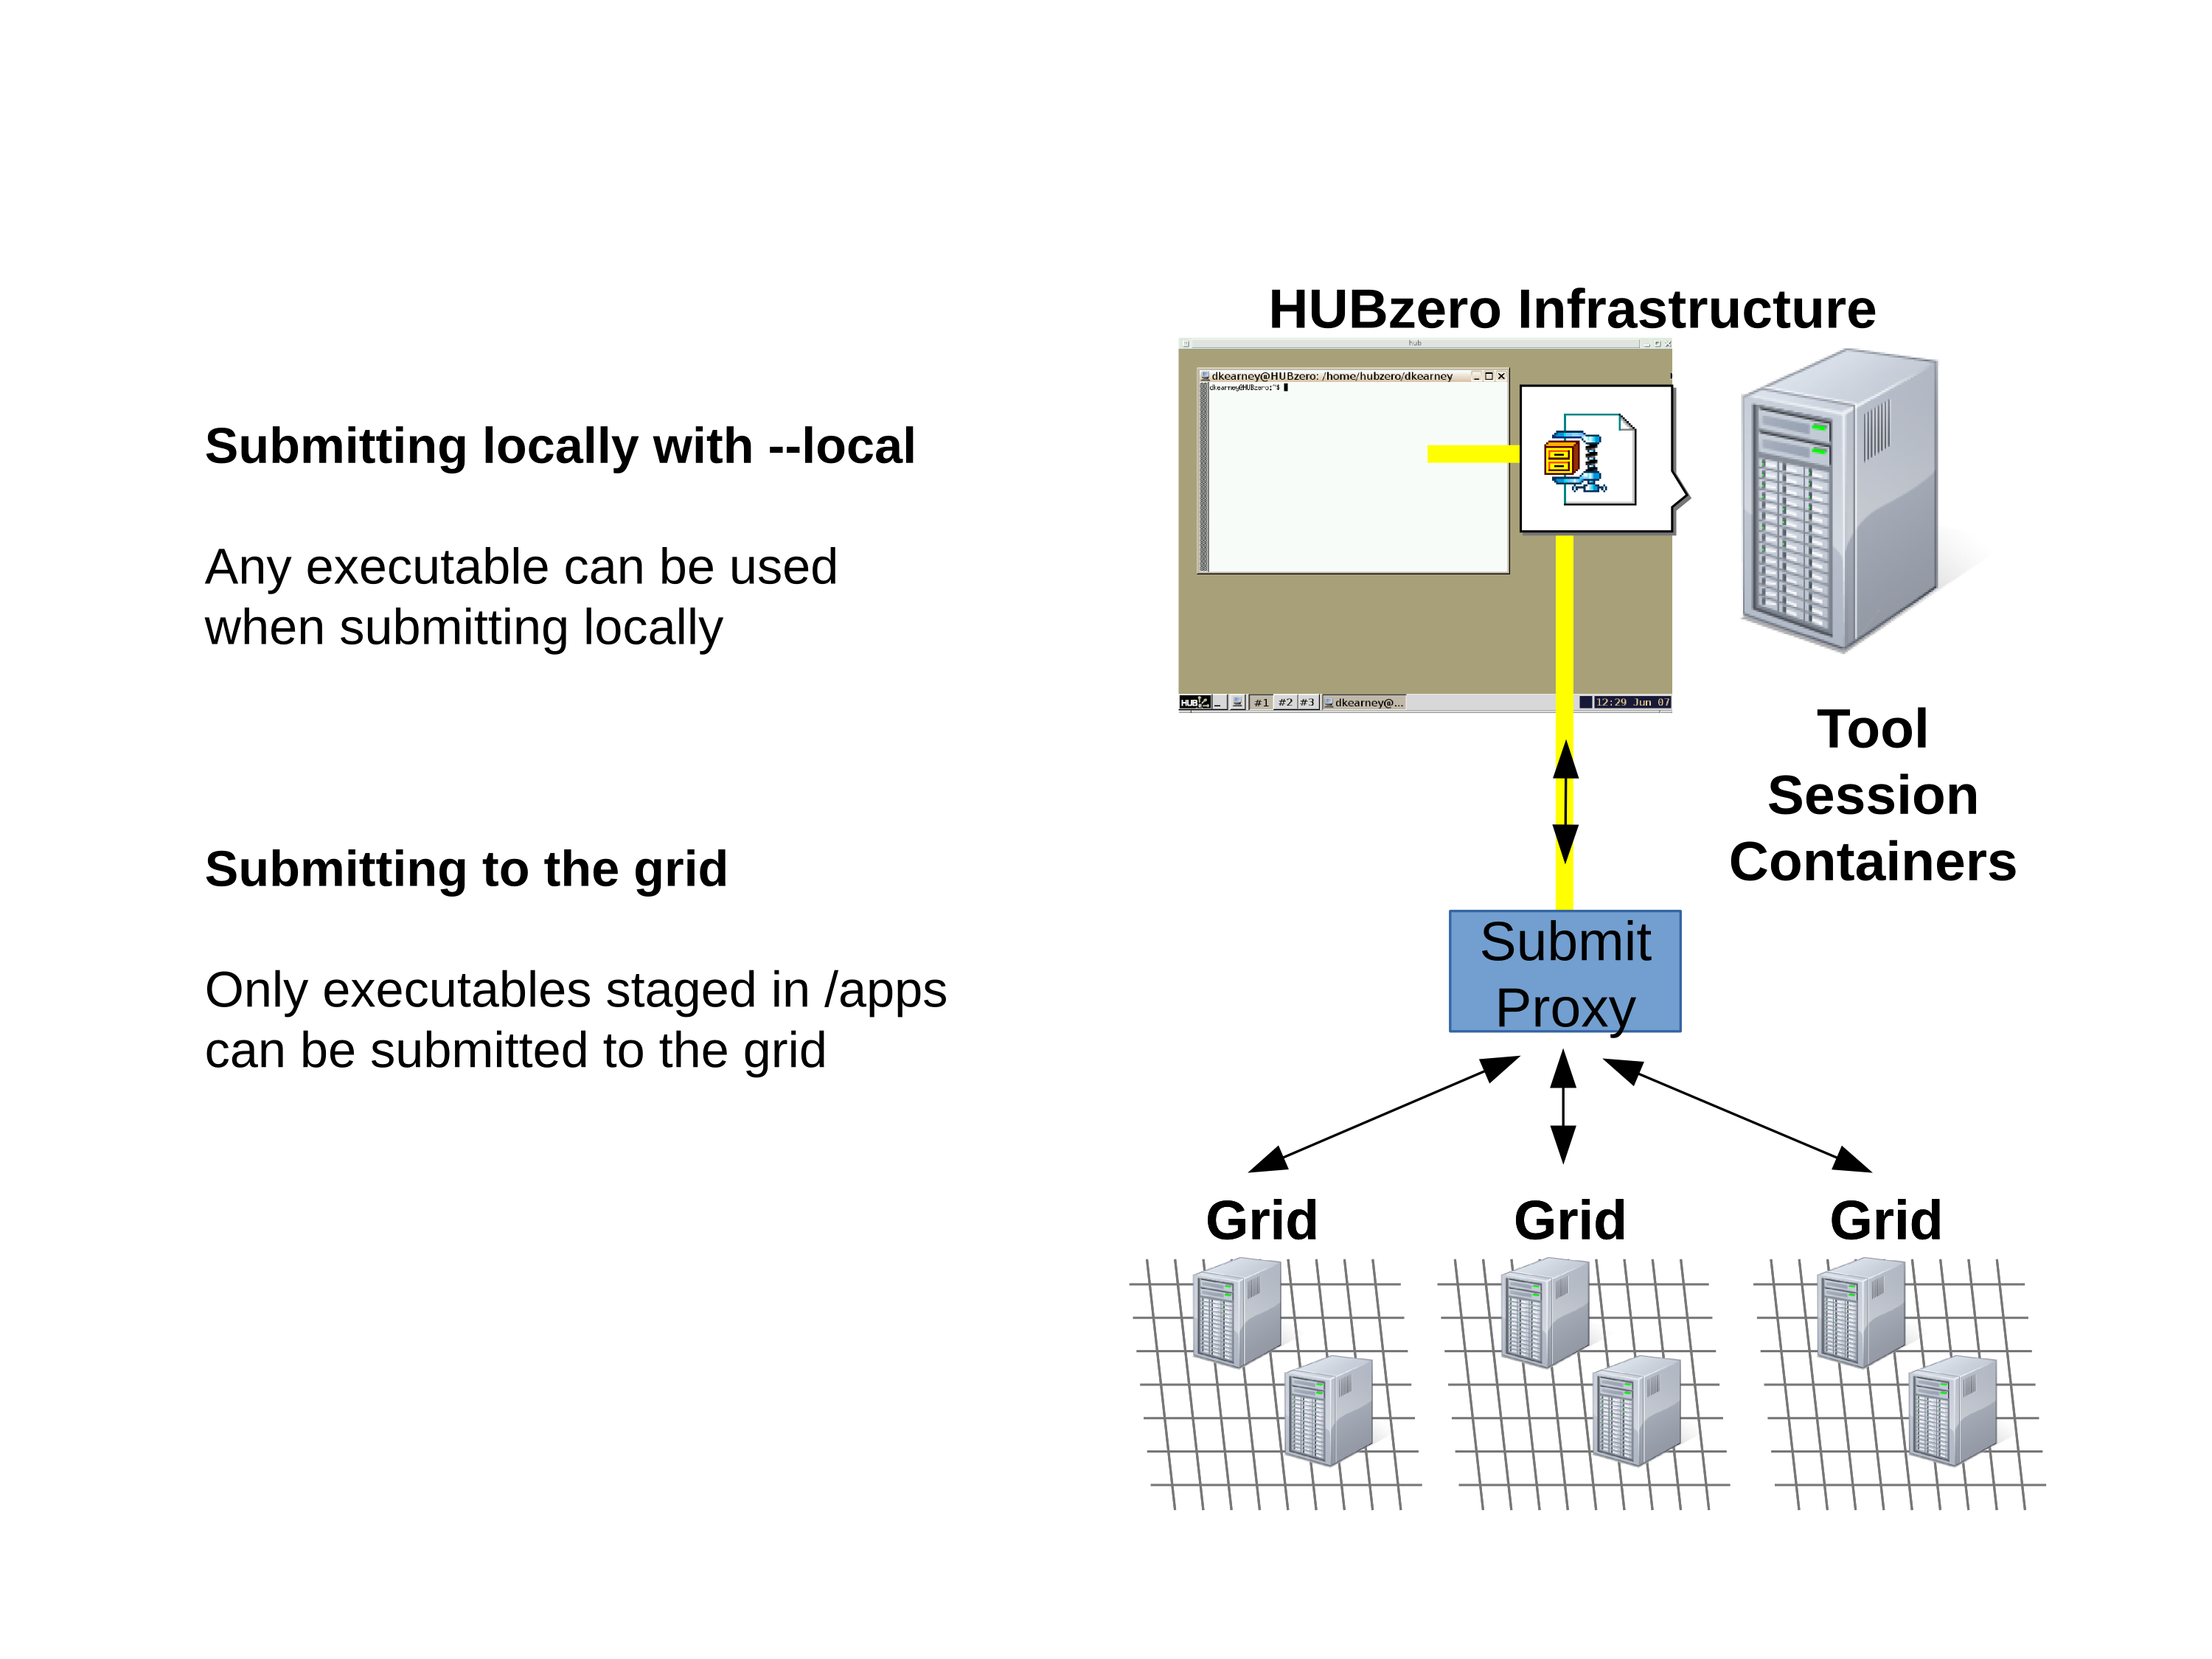 Submitting locally with --local
Any executable can be used
when submitting locally
Submitting to the grid
Only executables staged in /apps
can be submitted to the grid
HUBzero Infrastructure
hub
dkearney@HUBzero: /home/hubzero/dkearney
dkearney@HUBzero:~$
HUB
#1 #2 #3 dkearney@... 12:29 Jun 07
Tool
Session
Containers
Submit
Proxy
Grid Grid Grid